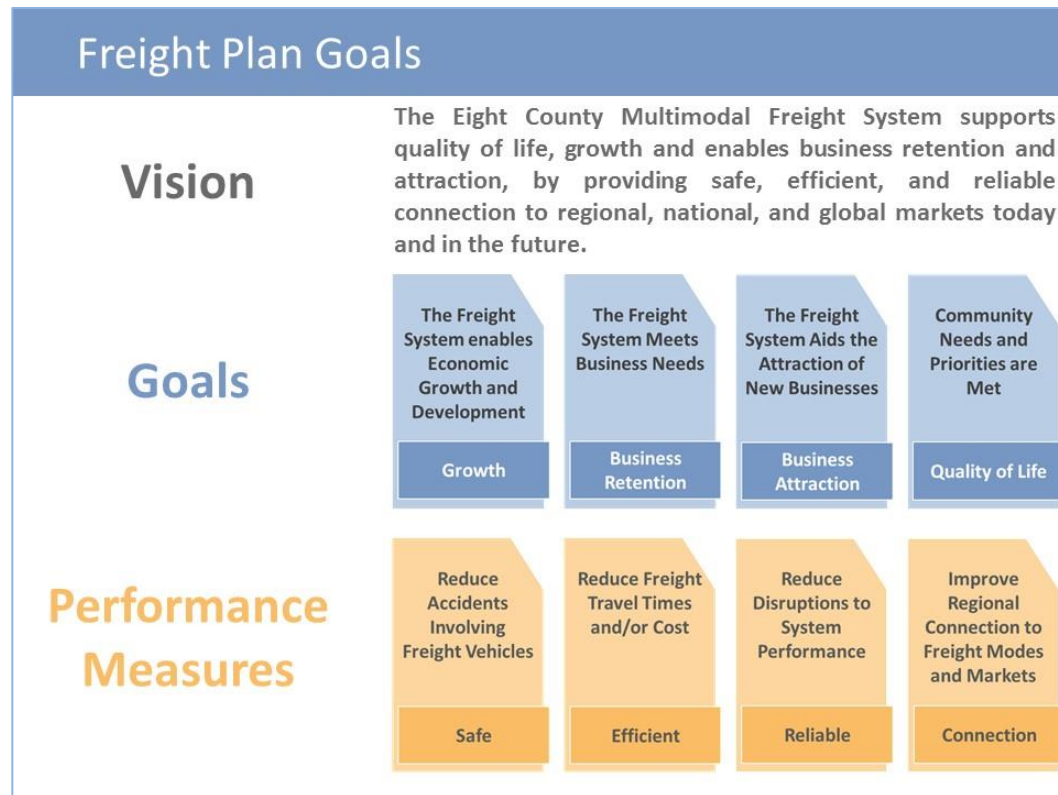 Freight Plan Goals
Vision
The Eight County Multimodal Freight System supports
quality of life, growth and enables business retention and
attraction, by providing safe, efficient, and reliable
connection to regional, national, and global markets today
and in the future.
Goals
The Freight
System enables
Economic
Growth and
Development
Growth
The Freight
System Meets
Business Needs
Business
Retention
The Freight
System Aids the
Attraction of
New Businesses
Business
Attraction
Community
Needs and
Priorities are
Met
Quality of Life
Performance
Measures
Reduce
Accidents
Involving
Freight Vehicles
Safe
Reduce Freight
Travel Times
and/or Cost
Efficient
Reduce
Disruptions to
System
Performance
Reliable
Improve
Regional
Connection to
Freight Modes
and Markets
Connection